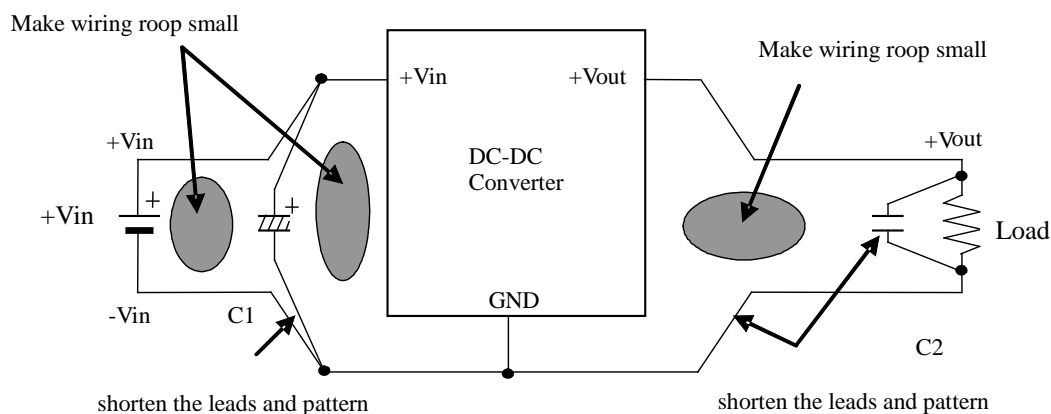 Make wiring roop small
+Vin
+Vout
Make wiring roop small
+Vin
+Vout
DC-DC
Converter
+
+
+Vin
Load
GND
-Vin
C1
C2
shorten the leads and pattern
shorten the leads and pattern